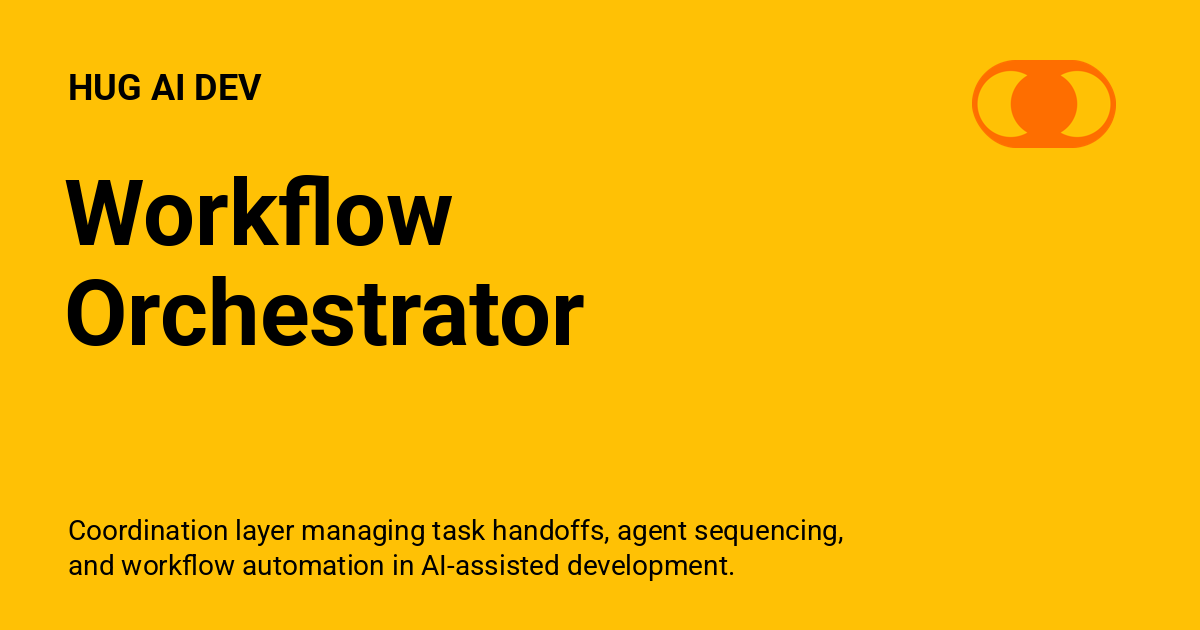 HUG AI DEV
Workflow
Orchestrator
Coordination layer managing task handoffs, agent sequencing,
and workflow automation in AI-assisted development.